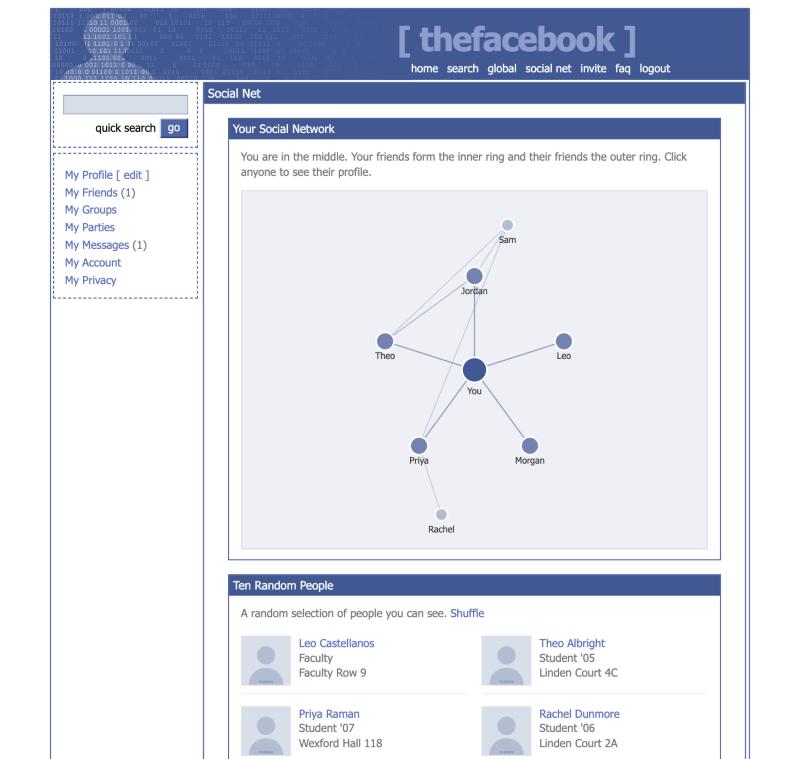 [ thefacebook ]
home search global social net invite faq logout
quick search go
My Profile [ edit ]
My Friends (1)
My Groups
My Parties
My Messages (1)
My Account
My Privacy
Social Net
Your Social Network
You are in the middle. Your friends form the inner ring and their friends the outer ring. Click
anyone to see their profile.
Sam
Jordan
Theo
Leo
You
Priya
Morgan
Rachel
Ten Random People
A random selection of people you can see. Shuffle
Leo Castellanos
Faculty
Faculty Row 9
Theo Albright
Student '05
Linden Court 4C
Priya Raman
Student '07
Wexford Hall 118
Rachel Dunmore
Student '06
Linden Court 2A